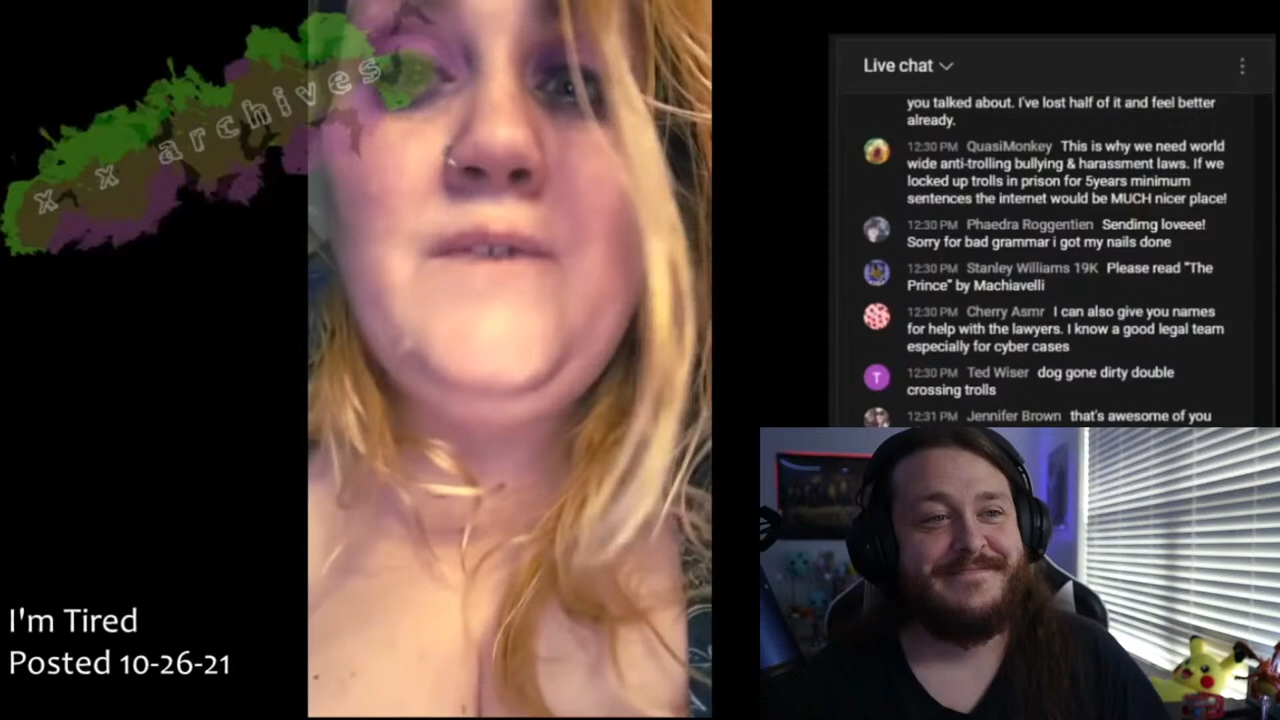 x x archives
Live chat
you talked about. I've lost half of it and feel better
already.
12:30 PM QuasiMonkey This is why we need world
wide anti-trolling bullying & harassment laws. If we
locked up trolls in prison for 5years minimum
sentences the internet would be MUCH nicer place!
12:30 PM Phaedra Roggentien Sendimg loveee!
Sorry for bad grammar i got my nails done
12:30 PM Stanley Williams 19K Please read "The
Prince" by Machiavelli
12:30 PM Cherry Asmr I can also give you names
for help with the lawyers. I know a good legal team
especially for cyber cases
T
12:30 PM Ted Wiser dog gone dirty double
crossing trolls
12:31 PM Jennifer Brown that's awesome of you
I'm Tired
Posted 10-26-21